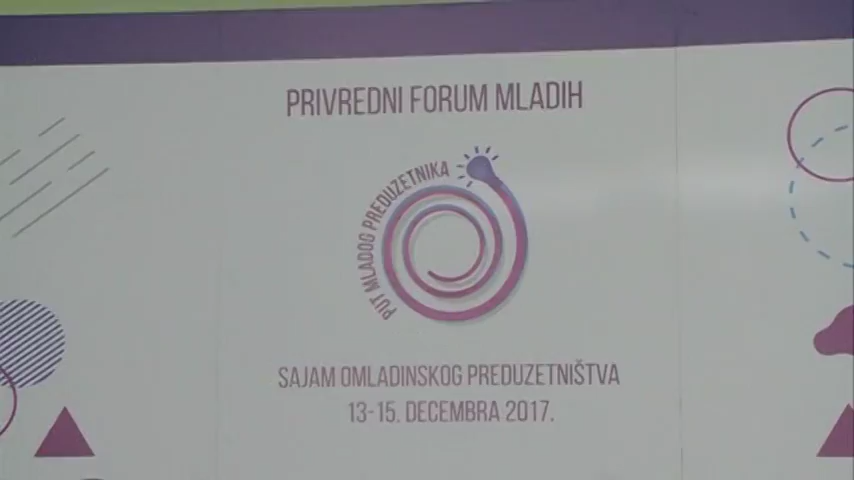 PRIVREDNI FORUM MLADIH
PUT MLADOG PREDUZETNIKA
SAJAM OMLADINSKOG PREDUZETNIŠTVA
13-15. DECEMBRA 2017.